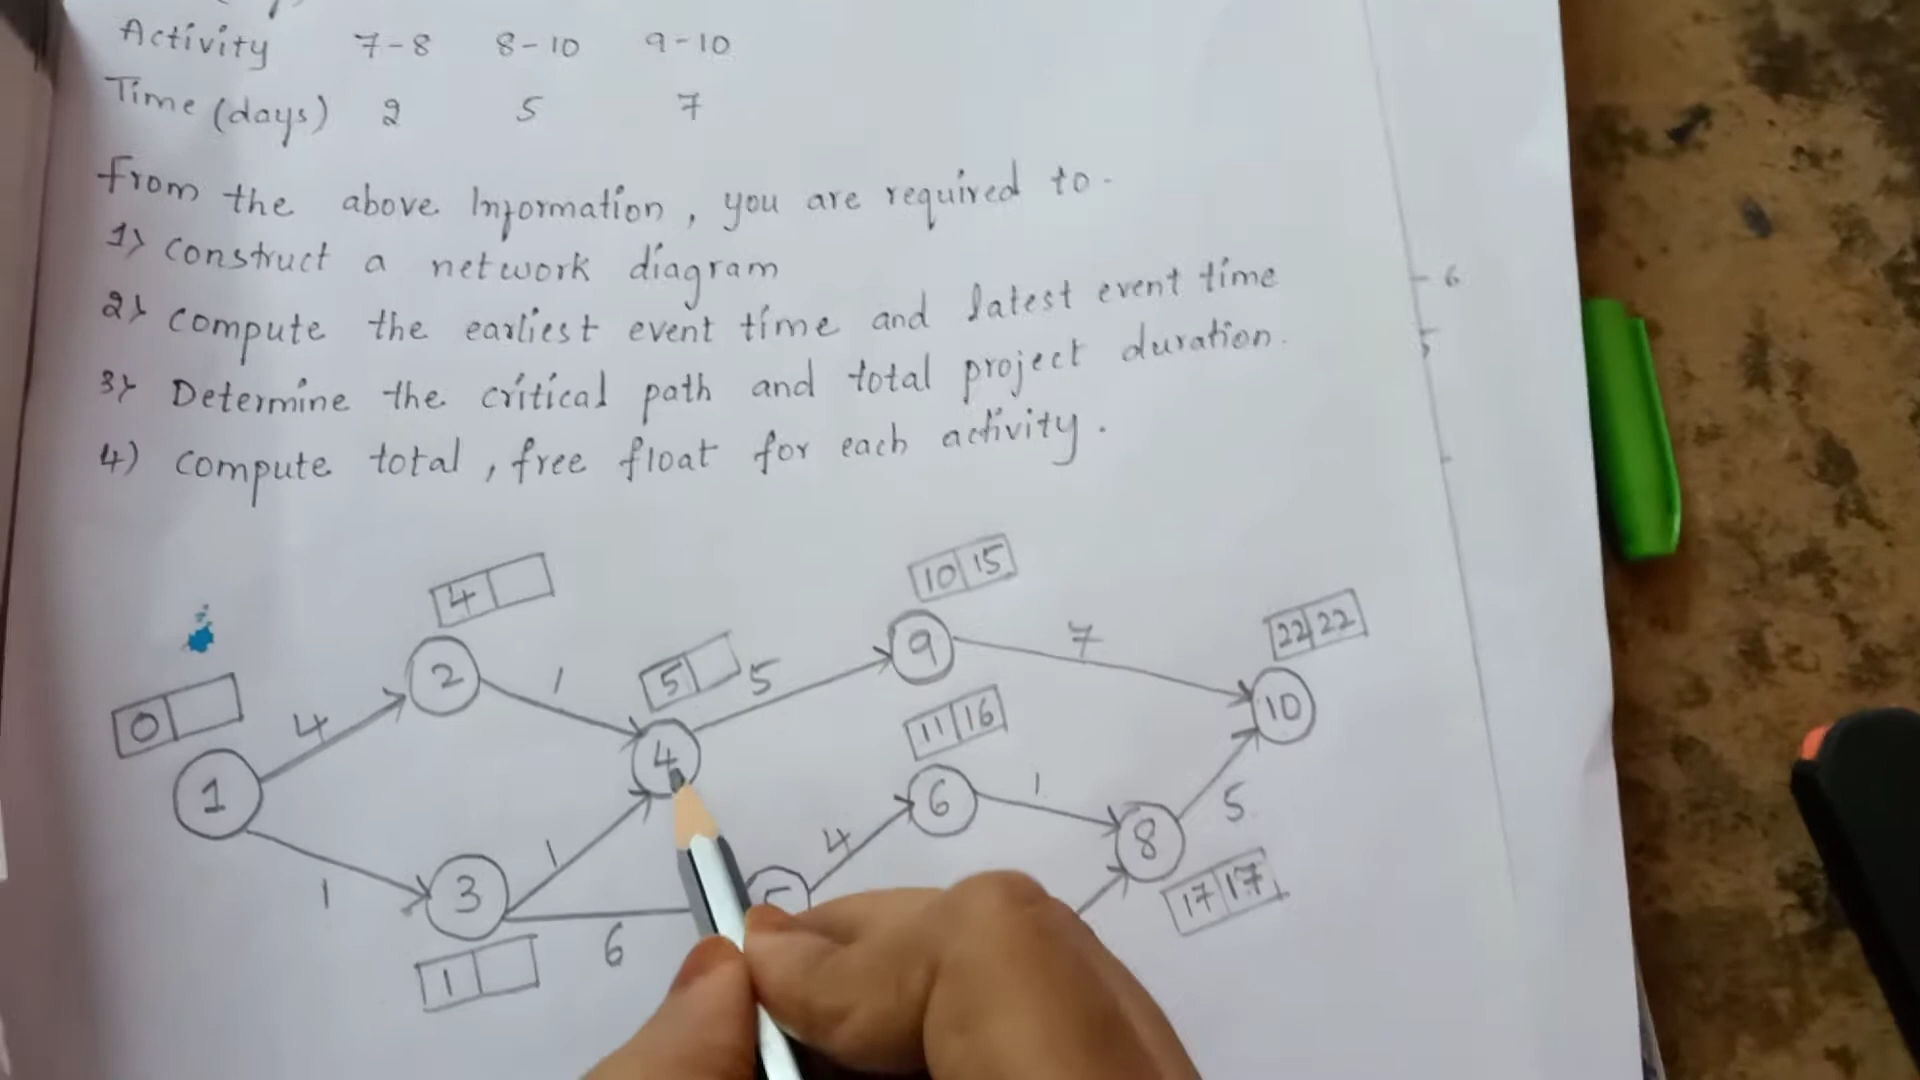 Activity 7-8 8-10 9-10
Time (days) 2 5 7
From the above Information, you are required to.
1) construct a network diagram
2) compute the earliest event time and latest event time
3) Determine the critical path and total project duration.
4) compute total, free float for each activity.
6
10 15
4
22 22
9 7
0 2 1 5 5
10
4 11 16
1 4
6 1
4 8 5
1 3 1
17 17
6
1